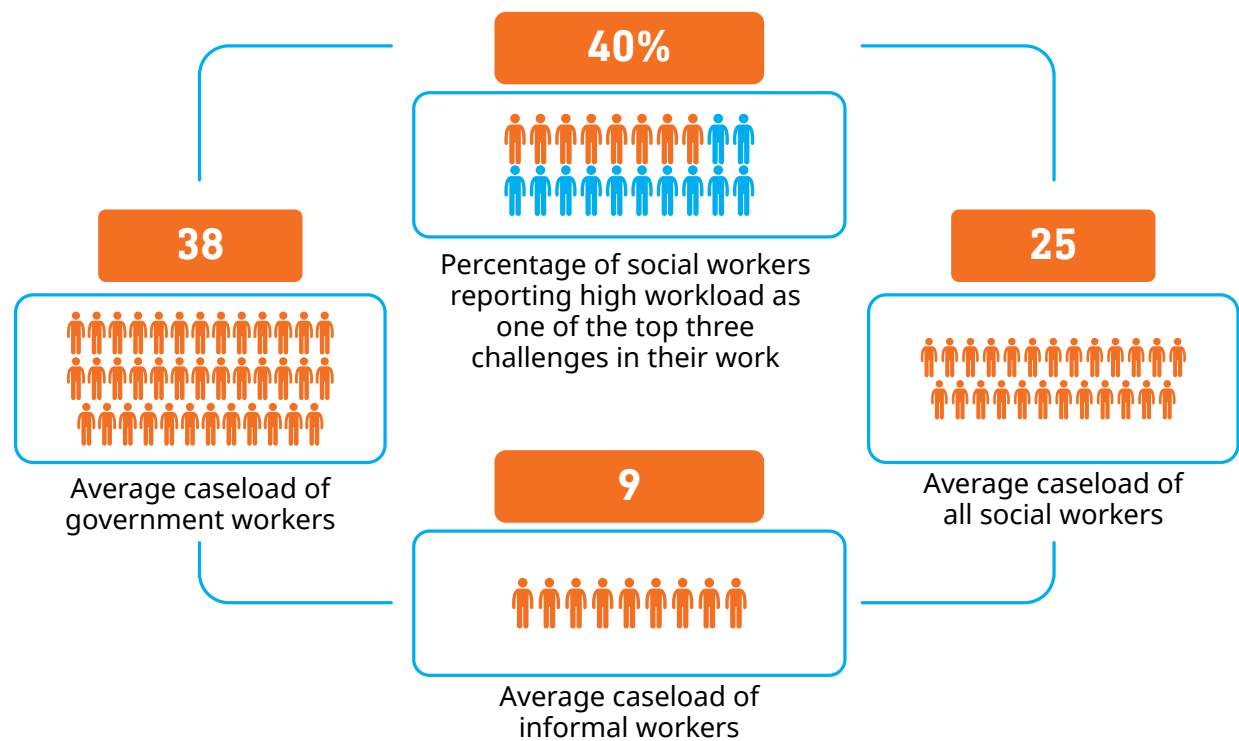 40%
Percentage of social workers
reporting high workload as
one of the top three
challenges in their work
38
Average caseload of
government workers
25
Average caseload of
all social workers
9
Average caseload of
informal workers